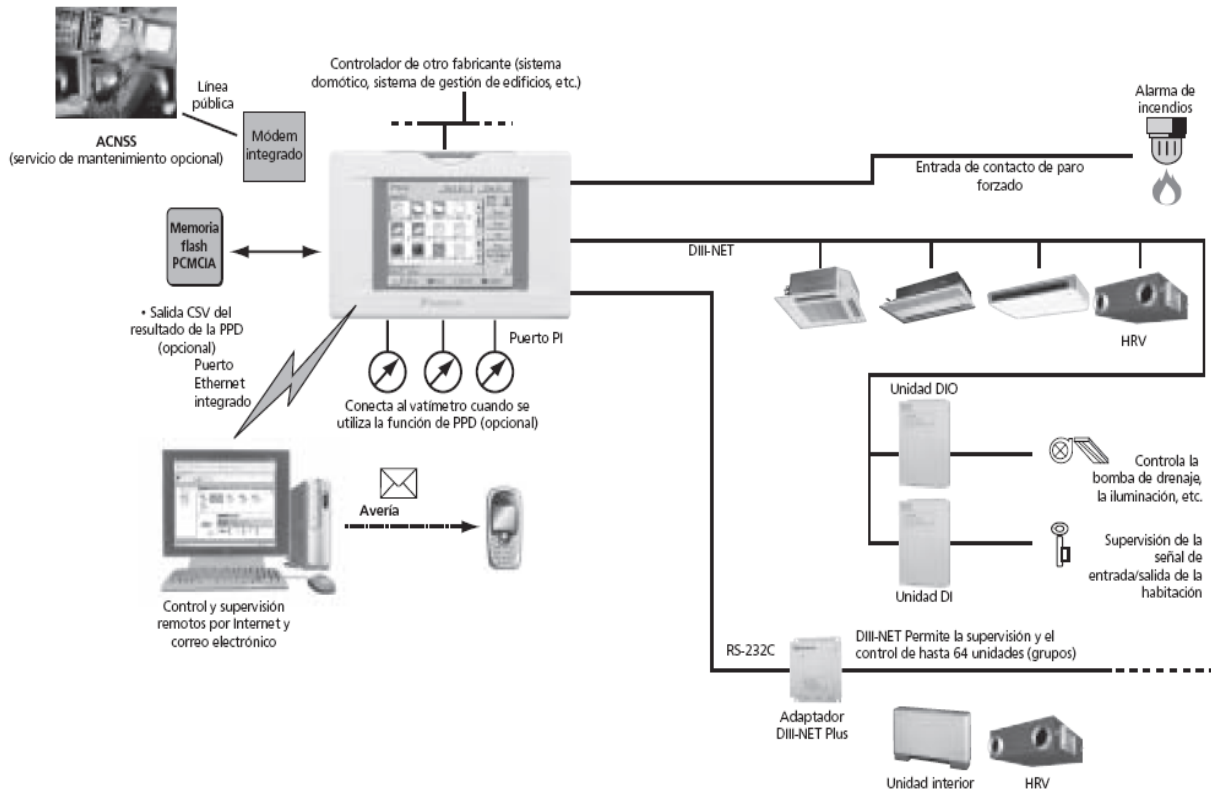 Controlador de otro fabricante (sistema
domótico, sistema de gestión de edificios, etc.)
Línea
pública
ACNSS
(servicio de mantenimiento opcional)
Módem
integrado
Alarma de
incendios
Entrada de contacto de paro
forzado
Memoria
flash
PCMCIA
DIII-NET
• Salida CSV del
resultado de la PPD
(opcional)
Puerto
Ethernet
integrado
Puerto PI
Conecta al vatímetro cuando se
utiliza la función de PPD (opcional)
HRV
Unidad DIO
Controla la
bomba de drenaje,
la iluminación, etc.
Avería
Supervisión de la
señal de
entrada/salida de la
habitación
Unidad DI
Control y supervisión
remotos por Internet y
correo electrónico
RS-232C
DIII-NET Permite la supervisión y el
control de hasta 64 unidades (grupos)
Adaptador
DIII-NET Plus
Unidad interior
HRV